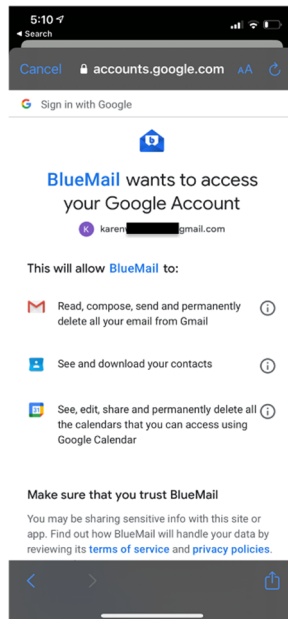 5:10
◀ Search
Cancel accounts.google.com AA
G Sign in with Google
BlueMail wants to access
your Google Account
K karen gmail.com
This will allow BlueMail to:
Read, compose, send and permanently
delete all your email from Gmail
See and download your contacts
31 See, edit, share and permanently delete all
the calendars that you can access using
Google Calendar
Make sure that you trust BlueMail
You may be sharing sensitive info with this site or
app. Find out how BlueMail will handle your data by
reviewing its terms of service and privacy policies.